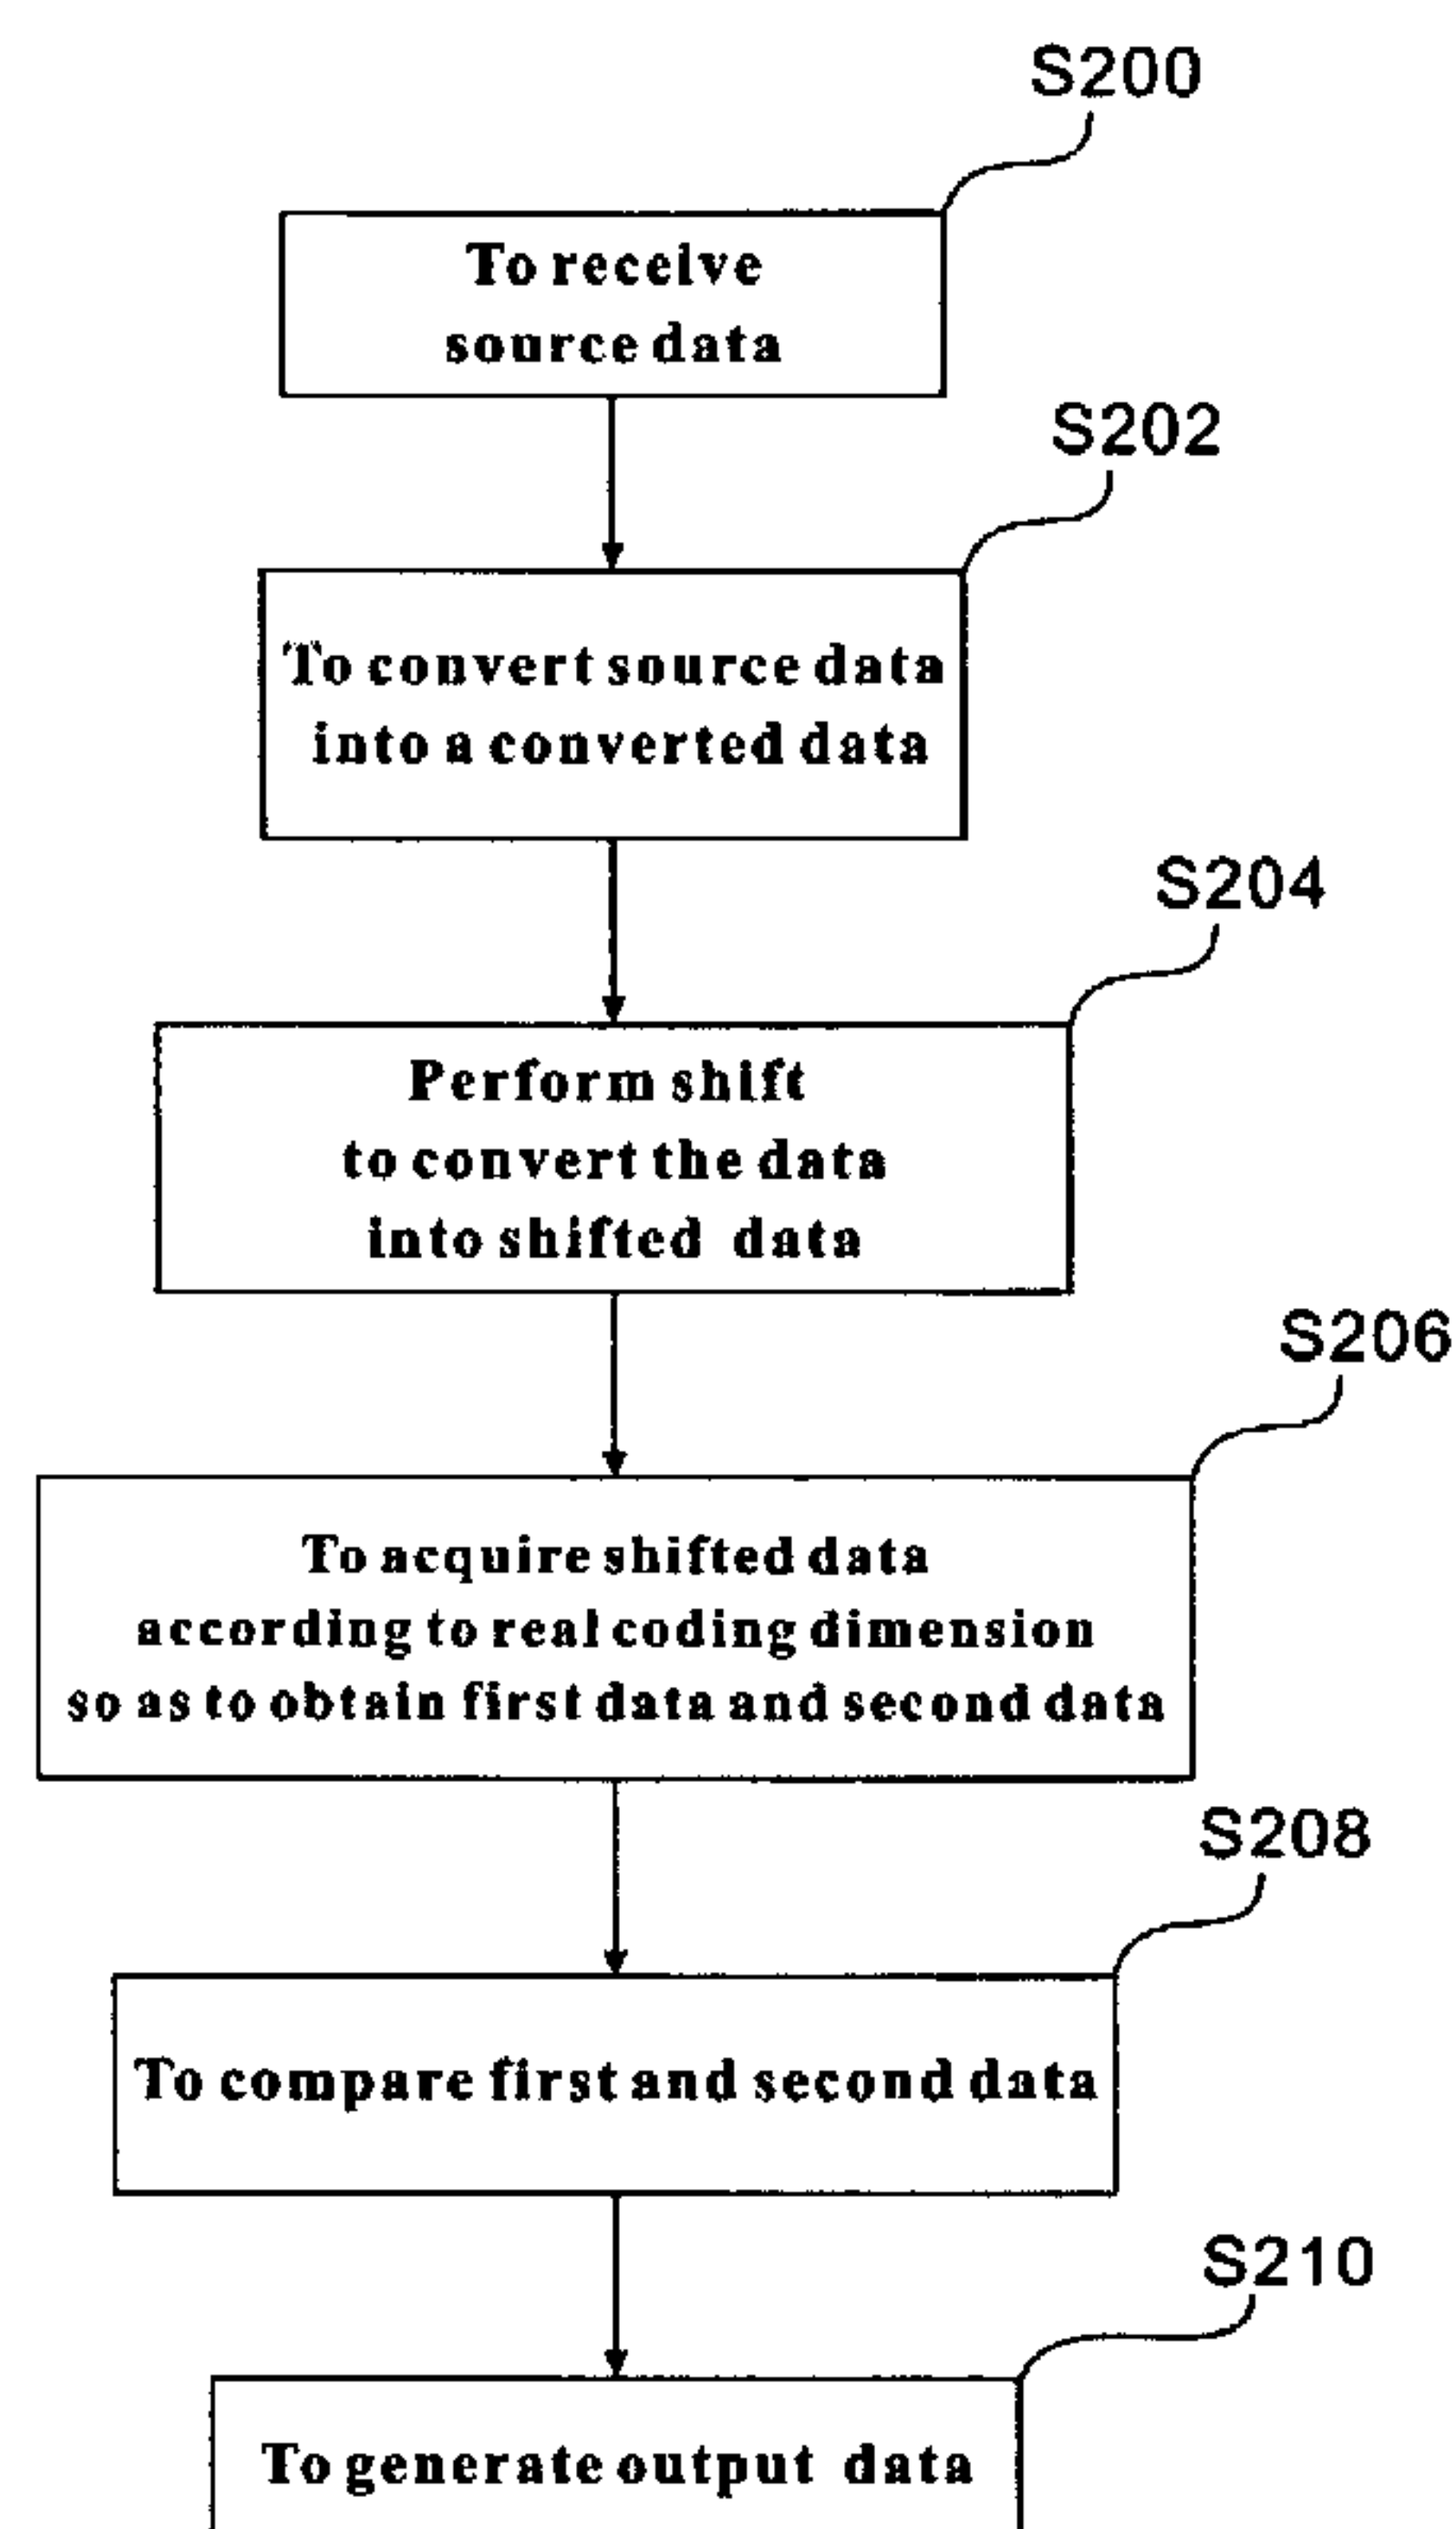 S200
To receive
source data
S202
To convert source data
into a converted data
S204
Perform shift
to convert the data
into shifted data
S206
To acquire shifted data
according to real coding dimension
so as to obtain first data and second data
S208
To compare first and second data
S210
To generate output data